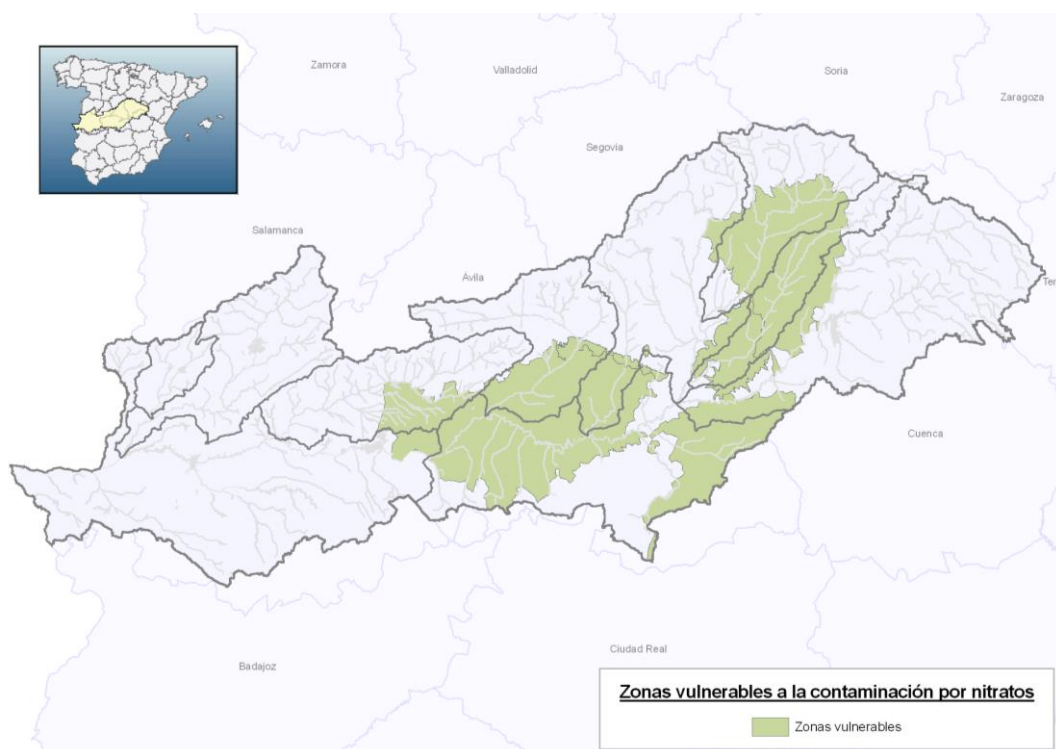 Zamora
Valladolid
Soria
Zaragoza
Segovia
Salamanca
Ávila
Ter
Cuenca
Ciudad Real
Badajoz
Zonas vulnerables a la contaminación por nitratos
Zonas vulnerables